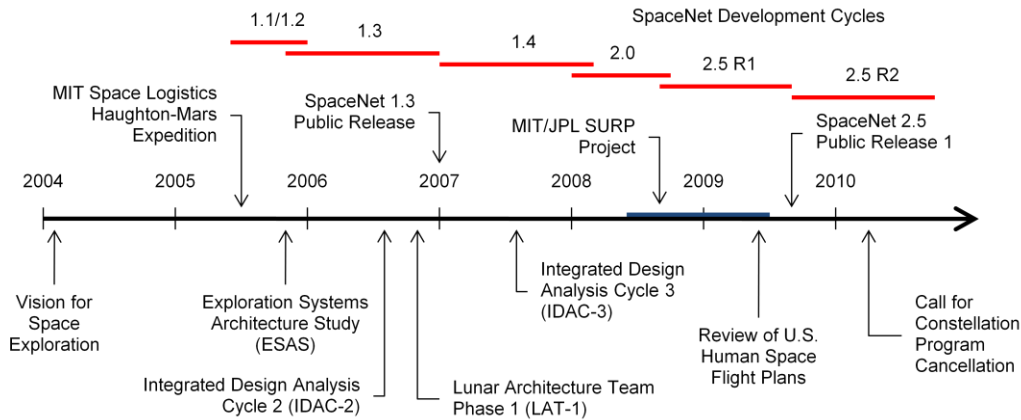 SpaceNet Development Cycles
1.1/1.2
1.3
1.4
2.0
2.5 R1
2.5 R2
MIT Space Logistics
Haughton-Mars
Expedition
SpaceNet 1.3
Public Release
MIT/JPL SURP
Project
SpaceNet 2.5
Public Release 1
2004
2005
2006
2007
2008
2009
2010
Vision for
Space
Exploration
Exploration Systems
Architecture Study
(ESAS)
Integrated Design Analysis
Cycle 2 (IDAC-2)
Lunar Architecture Team
Phase 1 (LAT-1)
Integrated Design
Analysis Cycle 3
(IDAC-3)
Review of U.S.
Human Space
Flight Plans
Call for
Constellation
Program
Cancellation